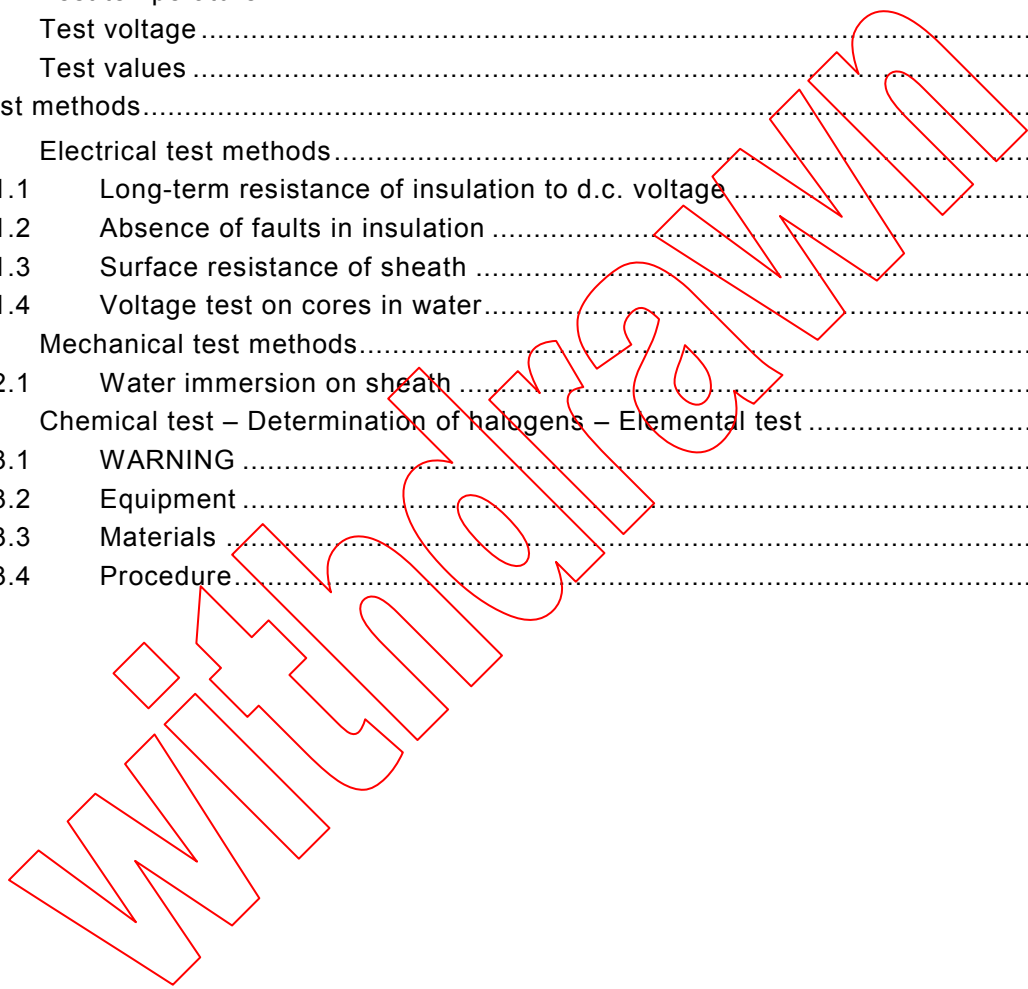 Test voltage
Test values
st methods
Electrical test methods
1.1 Long-term resistance of insulation to d.c. voltage
1.2 Absence of faults in insulation
1.3 Surface resistance of sheath
1.4 Voltage test on cores in water
Mechanical test methods
2.1 Water immersion on sheath
Chemical test – Determination of halogens – Elemental test
3.1 WARNING
3.2 Equipment
3.3 Materials
3.4 Procedure
withdrawn